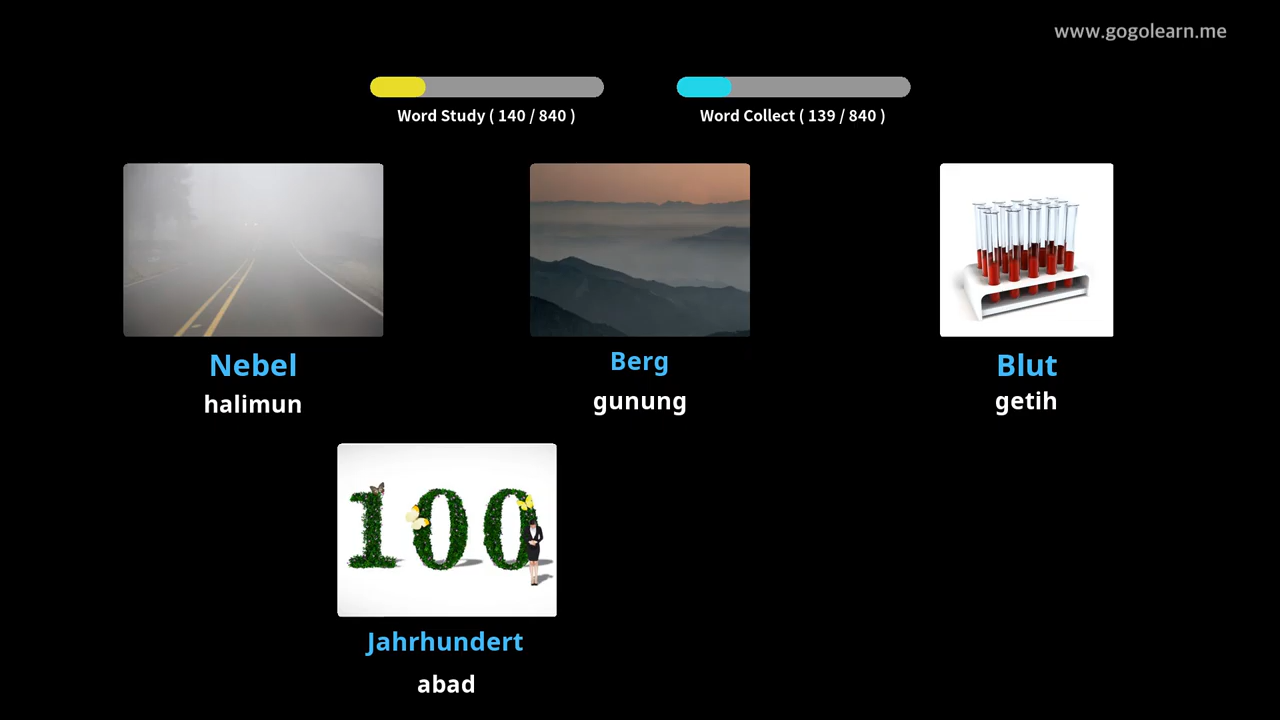 www.gogolearn.me
Word Study ( 140 / 840 )
Word Collect ( 139 / 840 )
Nebel
halimun
Berg
gunung
Blut
getih
100
Jahrhundert
abad